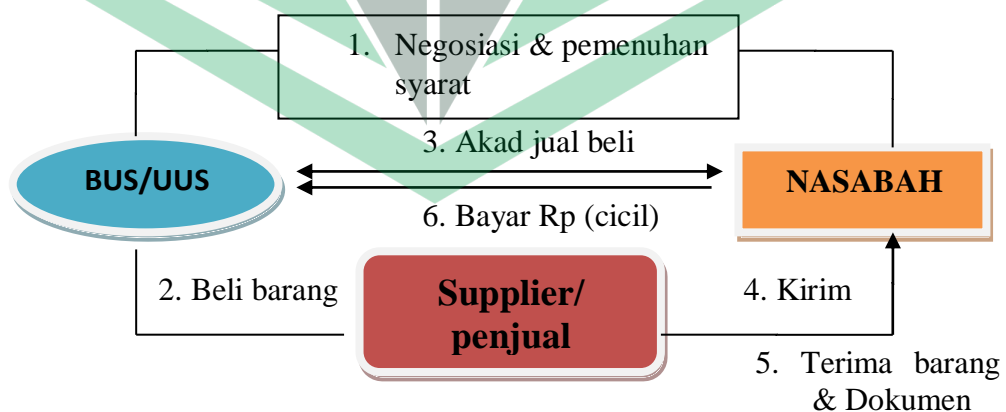 1. Negosiasi & pemenuhan
syarat
3. Akad jual beli
BUS/UUS
NASABAH
6. Bayar Rp (cicil)
2. Beli barang
Supplier/
penjual
4. Kirim
5. Terima barang
& Dokumen